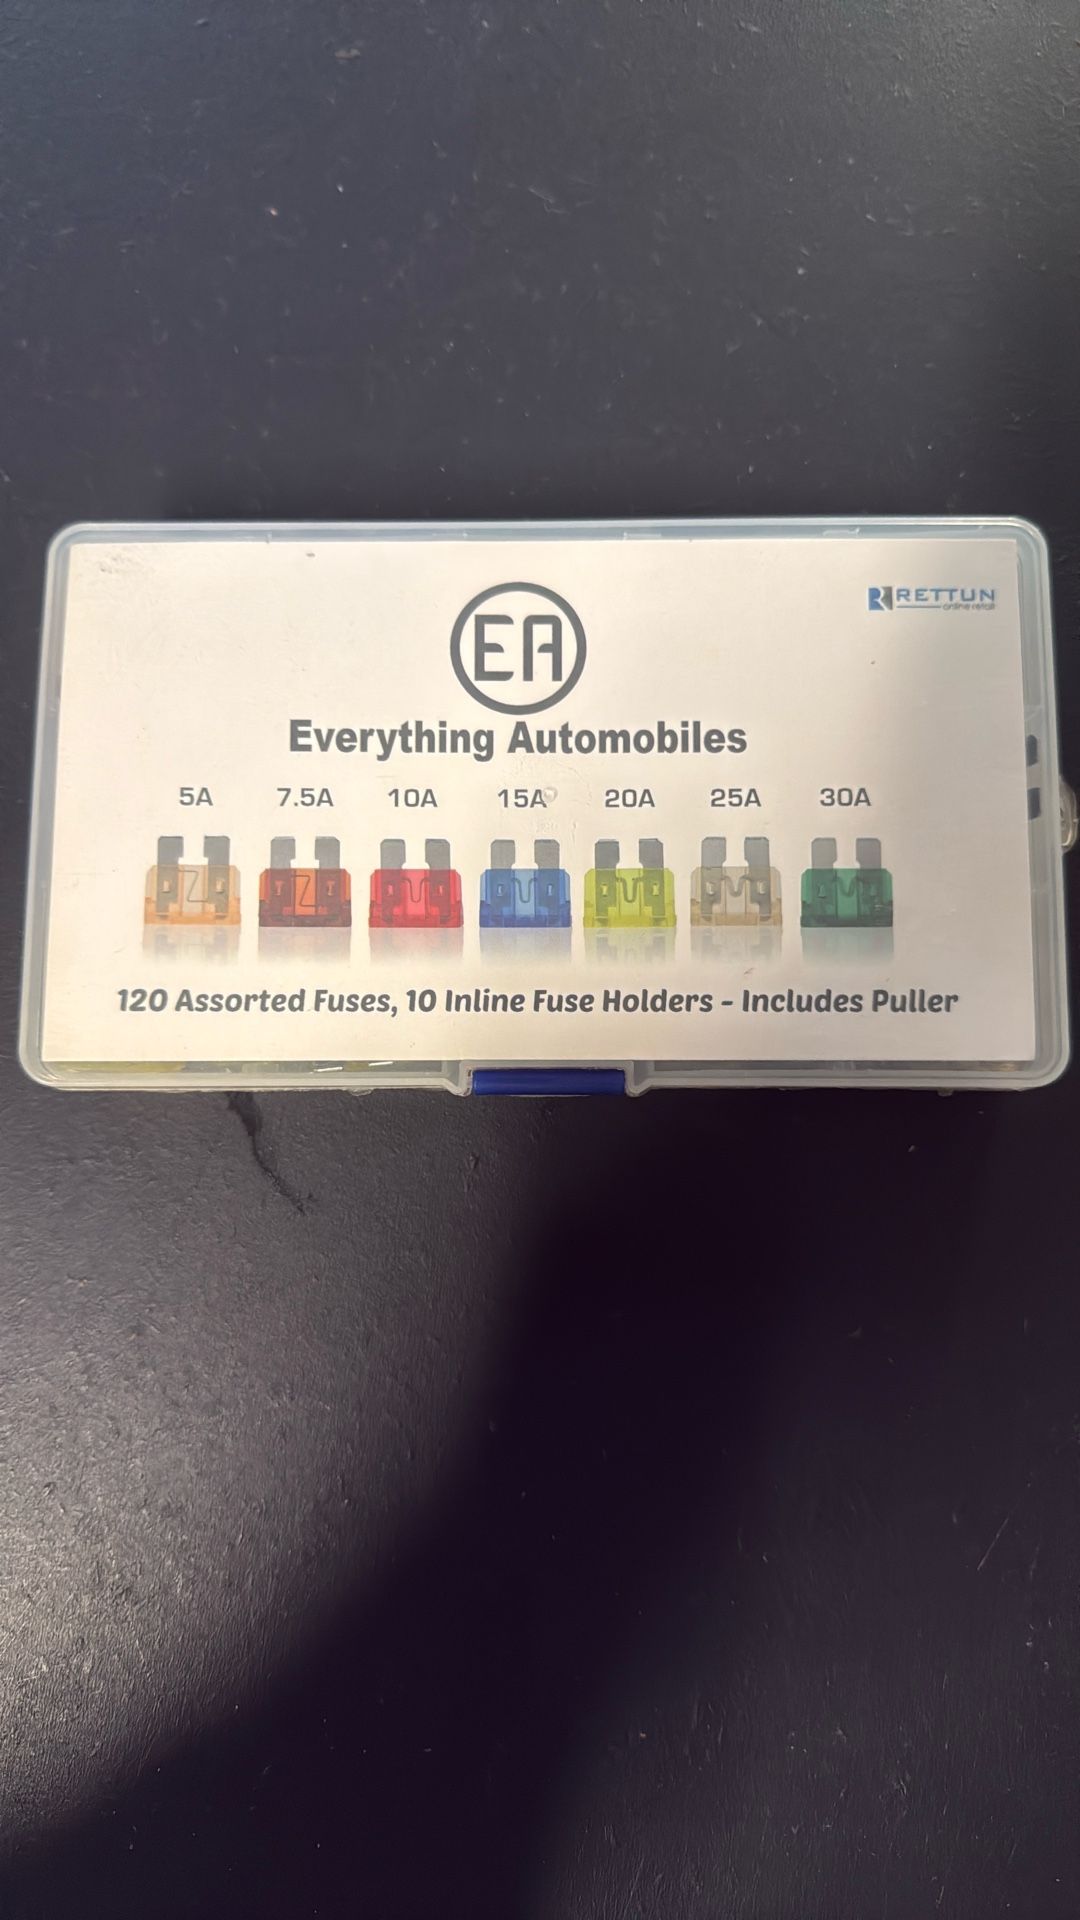 EA
RETTUN
online retail
Everything Automobiles
5A 7.5A 10A 15A 20A 25A 30A
120 Assorted Fuses, 10 Inline Fuse Holders - Includes Puller